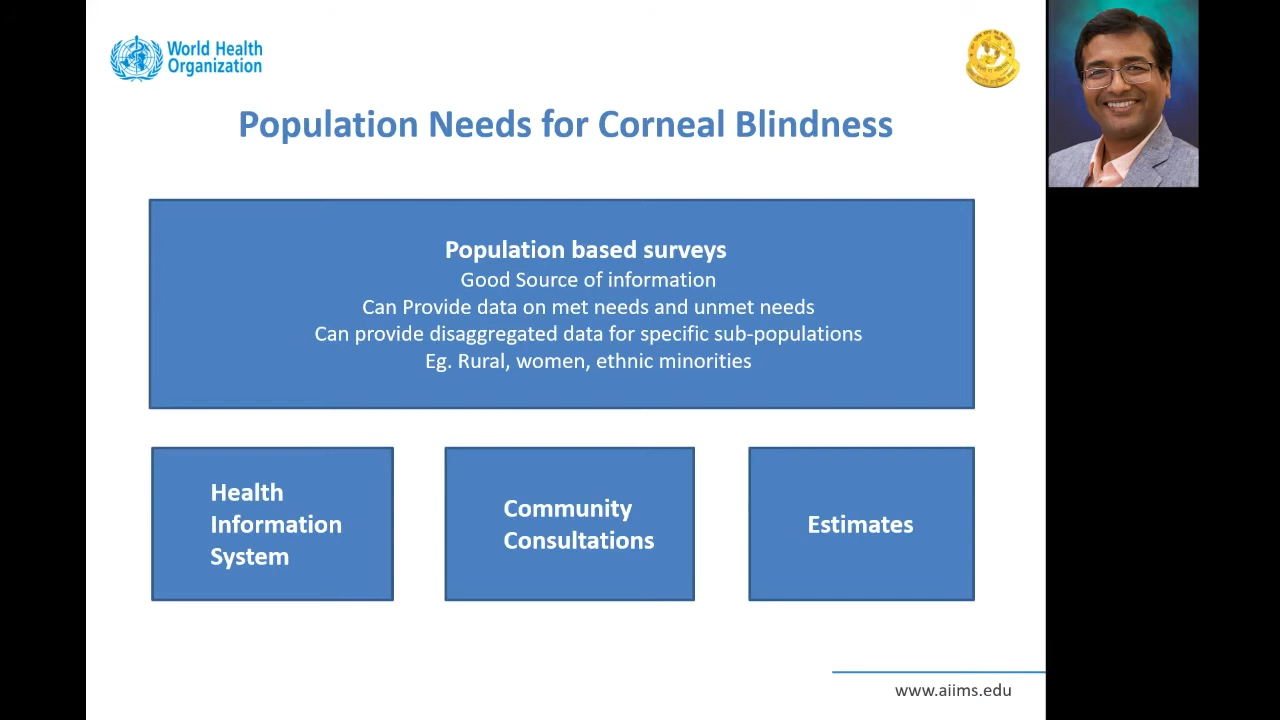 World Health
Organization
Population Needs for Corneal Blindness
Population based surveys
Good Source of information
Can Provide data on met needs and unmet needs
Can provide disaggregated data for specific sub-populations
Eg. Rural, women, ethnic minorities
Health
Information
System
Community
Consultations
Estimates
www.aiims.edu